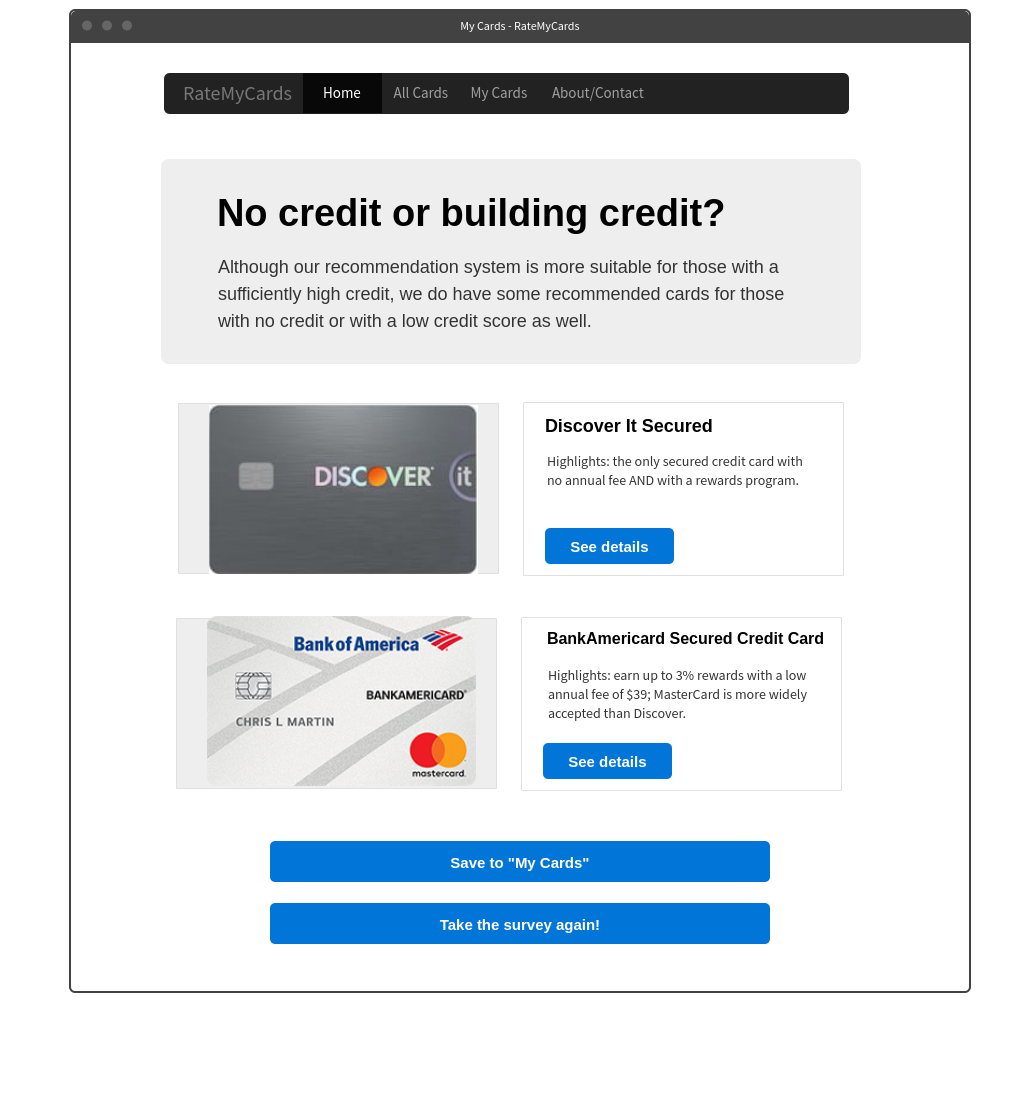 My Cards - RateMyCards
RateMyCards Home All Cards My Cards About/Contact
No credit or building credit?
Although our recommendation system is more suitable for those with a
sufficiently high credit, we do have some recommended cards for those
with no credit or with a low credit score as well.
DISCOVER it
Discover It Secured
Highlights: the only secured credit card with
no annual fee AND with a rewards program.
See details
Bank of America
BANKAMERICARD
CHRIS L MARTIN
mastercard.
BankAmericard Secured Credit Card
Highlights: earn up to 3% rewards with a low
annual fee of $39; MasterCard is more widely
accepted than Discover.
See details
Save to "My Cards"
Take the survey again!